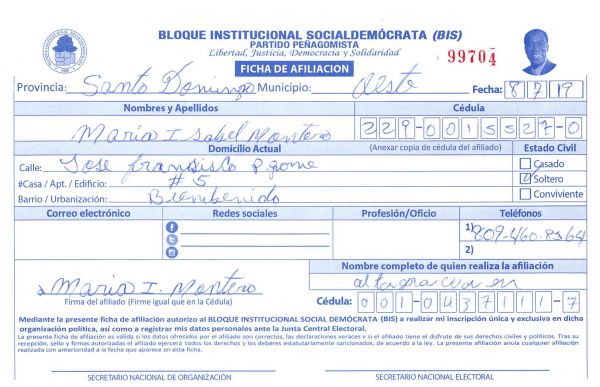 BLOQUE INSTITUCIONAL SOCIALDEMÓCRATA (BIS)
PARTIDO PEÑAGOMISTA
Libertad, Justicia, Democracia y Solidaridad
99704
FICHA DE AFILIACION
Provincia: Santo Domingo Municipio: Oeste Fecha: 8 7 19
Nombres y Apellidos Cédula
Maria Isabel Montero 229-0015527-0
Domicilio Actual (Anexar copia de cédula del afiliado) Estado Civil
Calle: Jose francisco P. gome Casado
#Casa / Apt. / Edificio: # 5 Soltero
Barrio / Urbanización: Bienbenido Conviviente
Correo electrónico Redes sociales Profesión/Oficio Teléfonos
1) 809-460-8364
2)
Nombre completo de quien realiza la afiliación
Maria I. Montero altagracia
Firma del afiliado (Firme igual que en la Cédula) Cédula: 001-0437111-7
Mediante la presente ficha de afiliación autorizo al BLOQUE INSTITUCIONAL SOCIAL DEMÓCRATA (BIS) a realizar mi inscripción única y exclusiva en dicha
organización política, así como a registrar mis datos personales ante la Junta Central Electoral.
La presente ficha de afiliación es válida si los datos ofrecidos por el afiliado son correctos, las declaraciones veraces y si el afiliado tiene el disfrute de sus derechos civiles y políticos. Tras su
recepción, sello y firmas autorizadas el afiliado ejercerá todos los derechos y los deberes estatutariamente sancionados, de acuerdo a la ley. La presente afiliación anula cualquier afiliación
realizada con anterioridad a la fecha que aparece en esta ficha.
SECRETARIO NACIONAL DE ORGANIZACIÓN SECRETARIO NACIONAL ELECTORAL